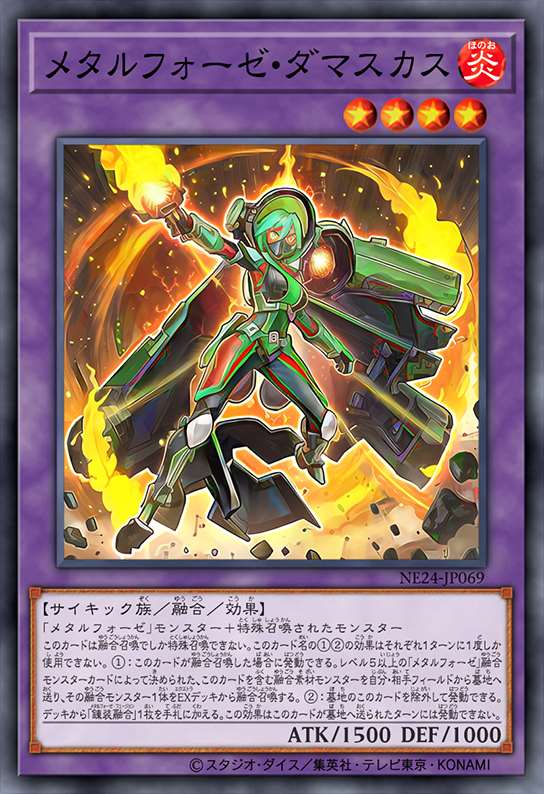 メタルフォーゼ・ダマスカス 炎
NE24-JP069
【サイキック族/融合/効果】
「メタルフォーゼ」モンスター+特殊召喚されたモンスター
このカードは融合召喚でしか特殊召喚できない。このカード名の①②の効果はそれぞれ1ターンに1度しか
使用できない。①:このカードが融合召喚した場合に発動できる。レベル5以上の「メタルフォーゼ」融合
モンスターカードによって決められた、このカードを含む融合素材モンスターを自分・相手フィールドから墓地へ
送り、その融合モンスター1体をEXデッキから融合召喚する。②:墓地のこのカードを除外して発動できる。
デッキから「錬装融合」1枚を手札に加える。この効果はこのカードが墓地へ送られたターンには発動できない。
ATK/1500 DEF/1000
©スタジオ・ダイス/集英社・テレビ東京・KONAMI